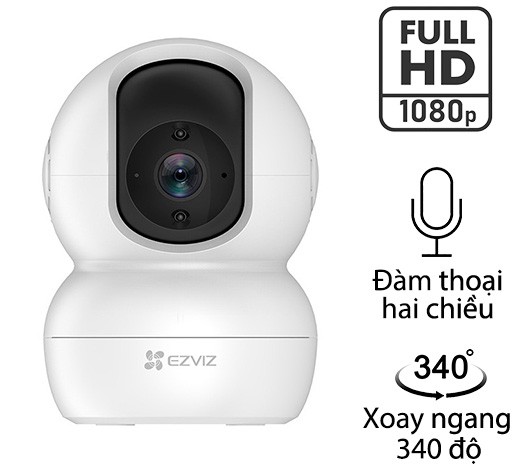 FULL
HD
1080p
Đàm thoại
hai chiều
EZVIZ
340°
Xoay ngang
340 độ